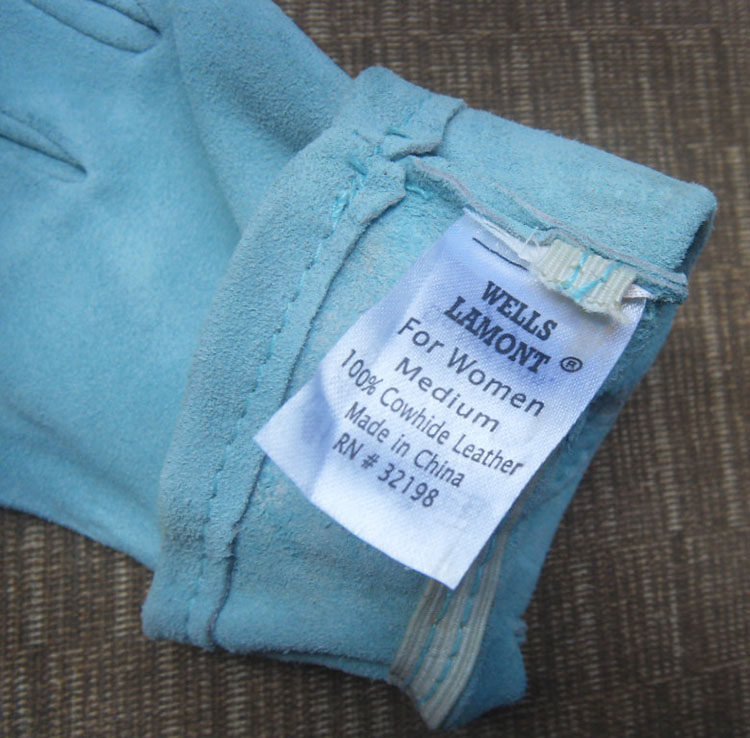 WELLS
LAMONT ®
For Women
Medium
100% Cowhide Leather
Made in China
RN # 32198